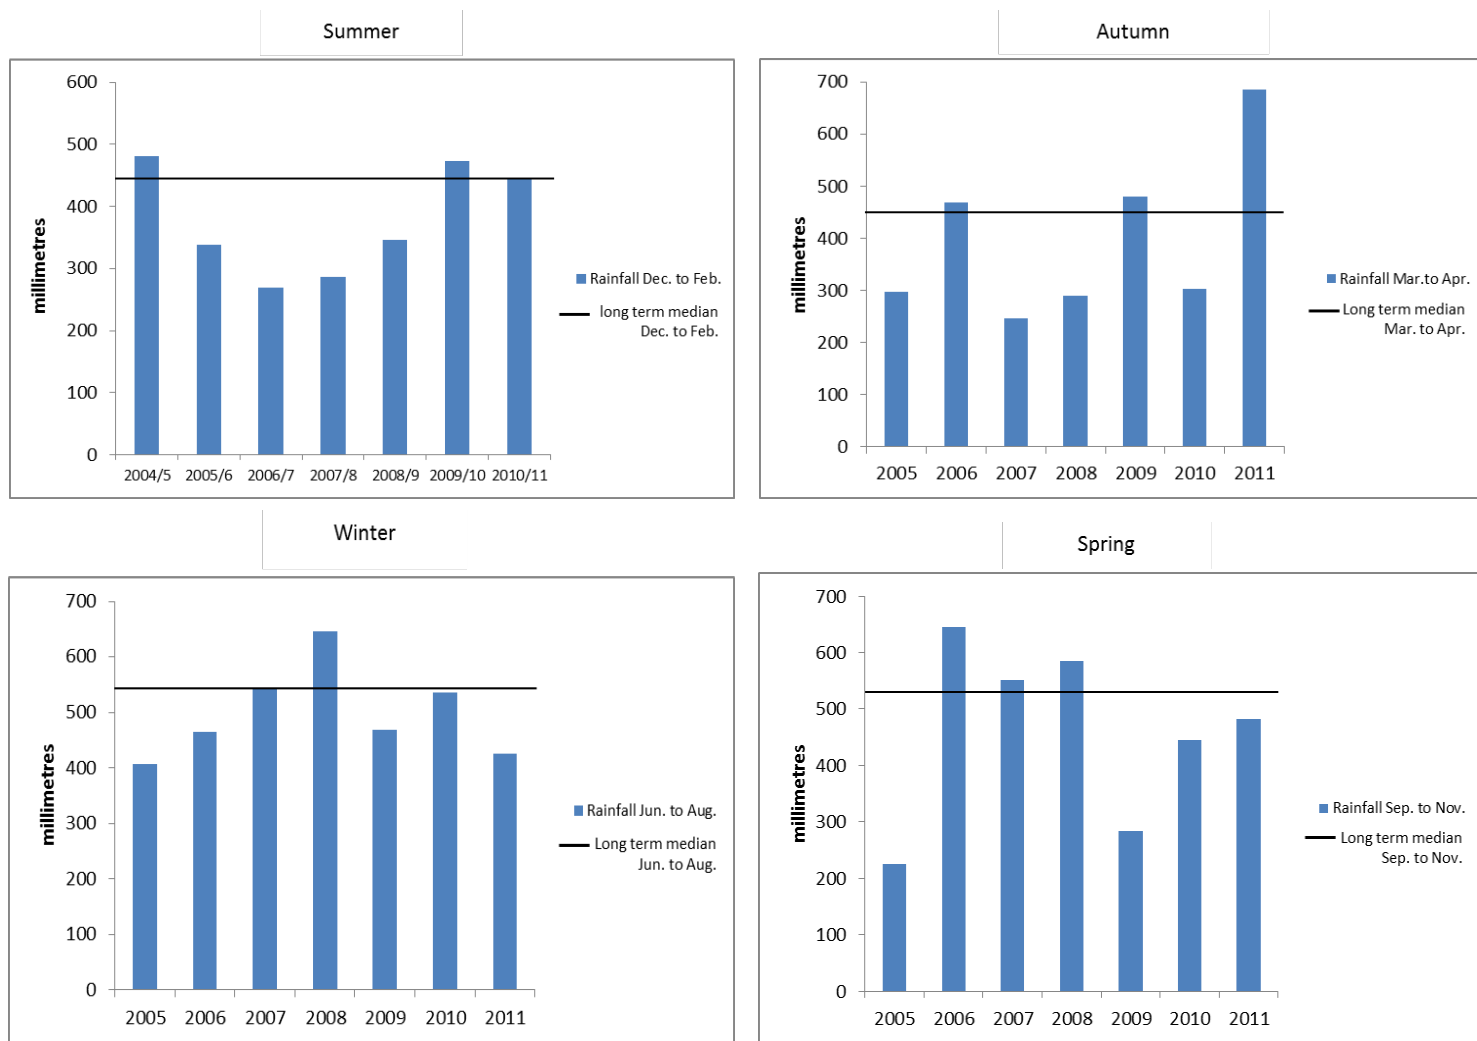 Summer
600
500
400
300
200
100
0
millimetres
2004/5 2005/6 2006/7 2007/8 2008/9 2009/10 2010/11
Rainfall Dec. to Feb.
long term median
Dec. to Feb.
Autumn
700
600
500
400
300
200
100
0
2005 2006 2007 2008 2009 2010 2011
Rainfall Mar.to Apr.
Long term median
Mar. to Apr.
Winter
700
600
500
400
300
200
100
0
millimetres
2005 2006 2007 2008 2009 2010 2011
Rainfall Jun. to Aug.
Long term median
Jun. to Aug.
Spring
700
600
500
400
300
200
100
0
millimetres
2005 2006 2007 2008 2009 2010 2011
Rainfall Sep. to Nov.
Long term median
Sep. to Nov.